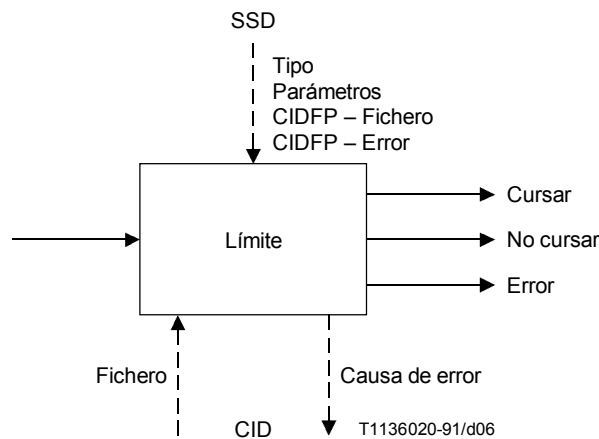 SSD
Tipo
Parámetros
CIDFP – Fichero
CIDFP – Error
Cursar
Límite
No cursar
Error
Fichero
Causa de error
CID
T1136020-91/d06